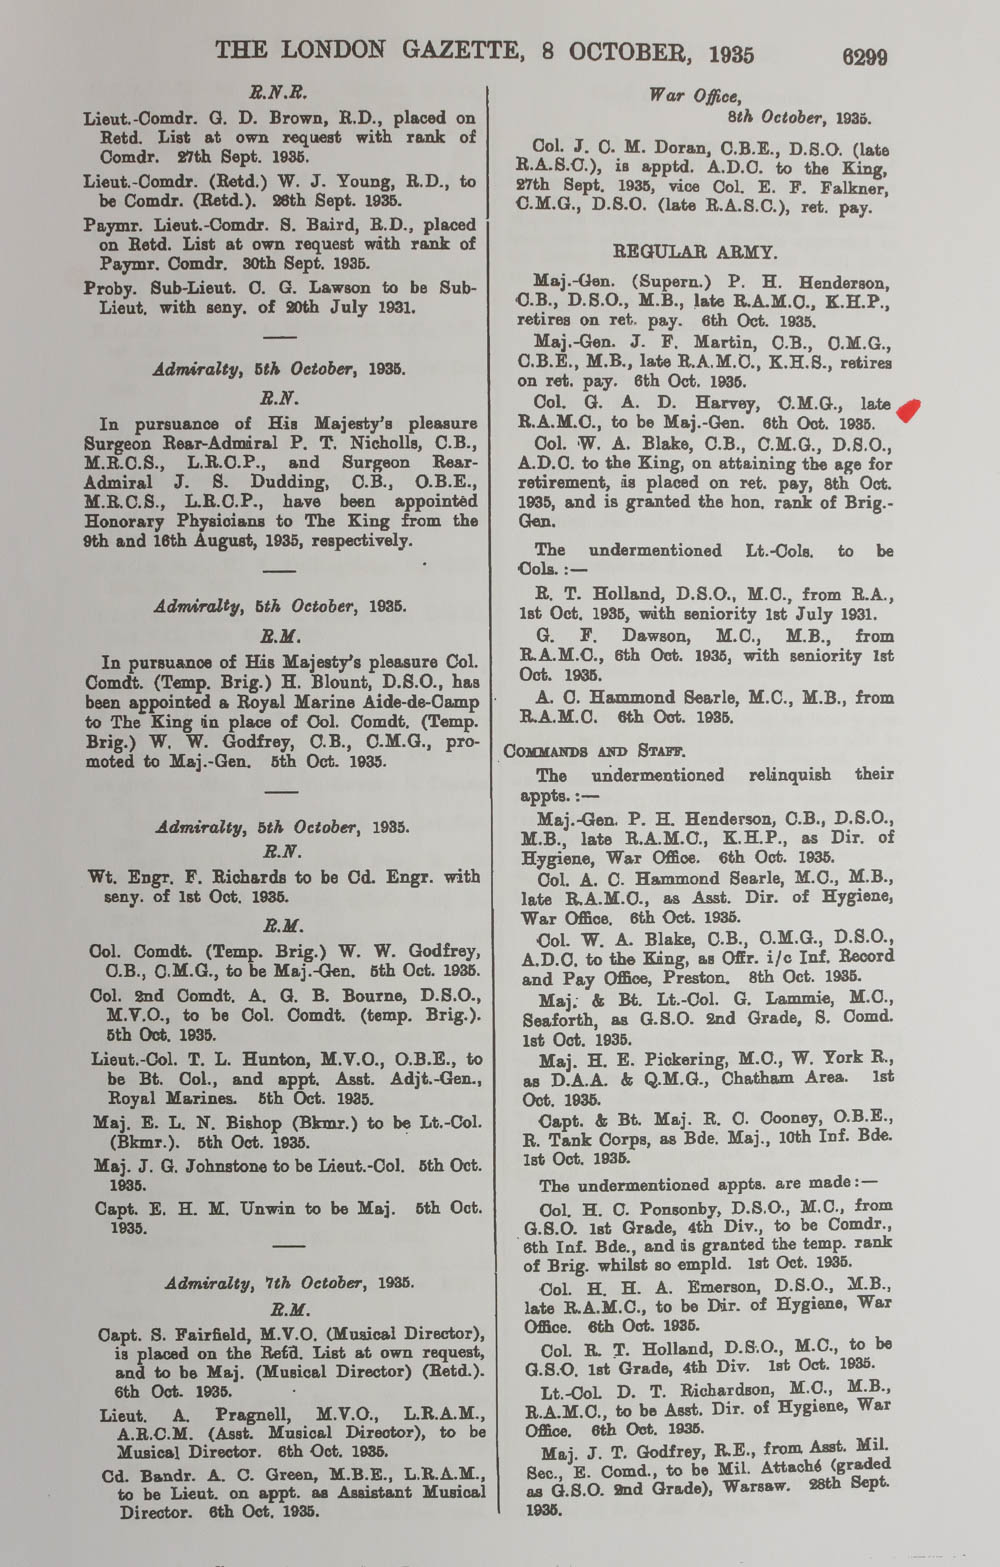 THE LONDON GAZETTE, 8 OCTOBER, 1935 6299
R.N.R.
Lieut.-Comdr. G. D. Brown, R.D., placed on
Retd. List at own request with rank of
Comdr. 27th Sept. 1935.
Lieut.-Comdr. (Retd.) W. J. Young, R.D., to
be Comdr. (Retd.). 26th Sept. 1935.
Paymr. Lieut.-Comdr. S. Baird, R.D., placed
on Retd. List at own request with rank of
Paymr. Comdr. 30th Sept. 1935.
Proby. Sub-Lieut. C. G. Lawson to be Sub-
Lieut. with seny. of 20th July 1931.
Admiralty, 5th October, 1935.
R.N.
In pursuance of His Majesty's pleasure
Surgeon Rear-Admiral P. T. Nicholls, C.B.,
M.R.C.S., L.R.C.P., and Surgeon Rear-
Admiral J. S. Dudding, C.B., O.B.E.,
M.R.C.S., L.R.C.P., have been appointed
Honorary Physicians to The King from the
9th and 16th August, 1935, respectively.
Admiralty, 5th October, 1935.
R.M.
In pursuance of His Majesty's pleasure Col.
Comdt. (Temp. Brig.) H. Blount, D.S.O., has
been appointed a Royal Marine Aide-de-Camp
to The King in place of Col. Comdt. (Temp.
Brig.) W. W. Godfrey, C.B., C.M.G., pro-
moted to Maj.-Gen. 5th Oct. 1935.
Admiralty, 5th October, 1935.
R.N.
Wt. Engr. F. Richards to be Cd. Engr. with
seny. of 1st Oct. 1935.
R.M.
Col. Comdt. (Temp. Brig.) W. W. Godfrey,
C.B., C.M.G., to be Maj.-Gen. 5th Oct. 1935.
Col. 2nd Comdt. A. G. B. Bourne, D.S.O.,
M.V.O., to be Col. Comdt. (temp. Brig.).
5th Oct. 1935.
Lieut.-Col. T. L. Hunton, M.V.O., O.B.E., to
be Bt. Col., and appt. Asst. Adjt.-Gen.,
Royal Marines. 5th Oct. 1935.
Maj. E. L. N. Bishop (Bkmr.) to be Lt.-Col.
(Bkmr.). 5th Oct. 1935.
Maj. J. G. Johnstone to be Lieut.-Col. 5th Oct.
1935.
Capt. E. H. M. Unwin to be Maj. 5th Oct.
1935.
Admiralty, 7th October, 1935.
R.M.
Capt. S. Fairfield, M.V.O. (Musical Director),
is placed on the Retd. List at own request,
and to be Maj. (Musical Director) (Retd.).
6th Oct. 1935.
Lieut. A. Pragnell, M.V.O., L.R.A.M.,
A.R.C.M. (Asst. Musical Director), to be
Musical Director. 6th Oct. 1935.
Cd. Bandr. A. C. Green, M.B.E., L.R.A.M.,
to be Lieut. on appt. as Assistant Musical
Director. 6th Oct. 1935.
War Office,
8th October, 1935.
Col. J. C. M. Doran, C.B.E., D.S.O. (late
R.A.S.C.), is apptd. A.D.C. to the King,
27th Sept. 1935, vice Col. E. F. Falkner,
C.M.G., D.S.O. (late R.A.S.C.), ret. pay.
REGULAR ARMY.
Maj.-Gen. (Supern.) P. H. Henderson,
C.B., D.S.O., M.B., late R.A.M.C., K.H.P.,
retires on ret. pay. 6th Oct. 1935.
Maj.-Gen. J. F. Martin, C.B., C.M.G.,
C.B.E., M.B., late R.A.M.C., K.H.S., retires
on ret. pay. 6th Oct. 1935.
Col. G. A. D. Harvey, C.M.G., late
R.A.M.C., to be Maj.-Gen. 6th Oct. 1935.
Col. W. A. Blake, C.B., C.M.G., D.S.O.,
A.D.C. to the King, on attaining the age for
retirement, is placed on ret. pay, 8th Oct.
1935, and is granted the hon. rank of Brig.-
Gen.
The undermentioned Lt.-Cols. to be
Cols.:—
R. T. Holland, D.S.O., M.C., from R.A.,
1st Oct. 1935, with seniority 1st July 1931.
G. F. Dawson, M.C., M.B., from
R.A.M.C., 6th Oct. 1935, with seniority 1st
Oct. 1935.
A. C. Hammond Searle, M.C., M.B., from
R.A.M.C. 6th Oct. 1935.
COMMANDS AND STAFF.
The undermentioned relinquish their
appts.:—
Maj.-Gen. P. H. Henderson, C.B., D.S.O.,
M.B., late R.A.M.C., K.H.P., as Dir. of
Hygiene, War Office. 6th Oct. 1935.
Col. A. C. Hammond Searle, M.C., M.B.,
late R.A.M.C., as Asst. Dir. of Hygiene,
War Office. 6th Oct. 1935.
Col. W. A. Blake, C.B., C.M.G., D.S.O.,
A.D.C. to the King, as Offr. i/c Inf. Record
and Pay Office, Preston. 8th Oct. 1935.
Maj. & Bt. Lt.-Col. G. Lammie, M.C.,
Seaforth, as G.S.O. 2nd Grade, S. Comd.
1st Oct. 1935.
Maj. H. E. Pickering, M.C., W. York R.,
as D.A.A. & Q.M.G., Chatham Area. 1st
Oct. 1935.
Capt. & Bt. Maj. R. C. Cooney, O.B.E.,
R. Tank Corps, as Bde. Maj., 10th Inf. Bde.
1st Oct. 1935.
The undermentioned appts. are made:—
Col. H. C. Ponsonby, D.S.O., M.C., from
G.S.O. 1st Grade, 4th Div., to be Comdr.,
6th Inf. Bde., and is granted the temp. rank
of Brig. whilst so empld. 1st Oct. 1935.
Col. H. H. A. Emerson, D.S.O., M.B.,
late R.A.M.C., to be Dir. of Hygiene, War
Office. 6th Oct. 1935.
Col. R. T. Holland, D.S.O., M.C., to be
G.S.O. 1st Grade, 4th Div. 1st Oct. 1935.
Lt.-Col. D. T. Richardson, M.C., M.B.,
R.A.M.C., to be Asst. Dir. of Hygiene, War
Office. 6th Oct. 1935.
Maj. J. T. Godfrey, R.E., from Asst. Mil.
Sec., E. Comd., to be Mil. Attaché (graded
as G.S.O. 2nd Grade), Warsaw. 28th Sept.
1935.